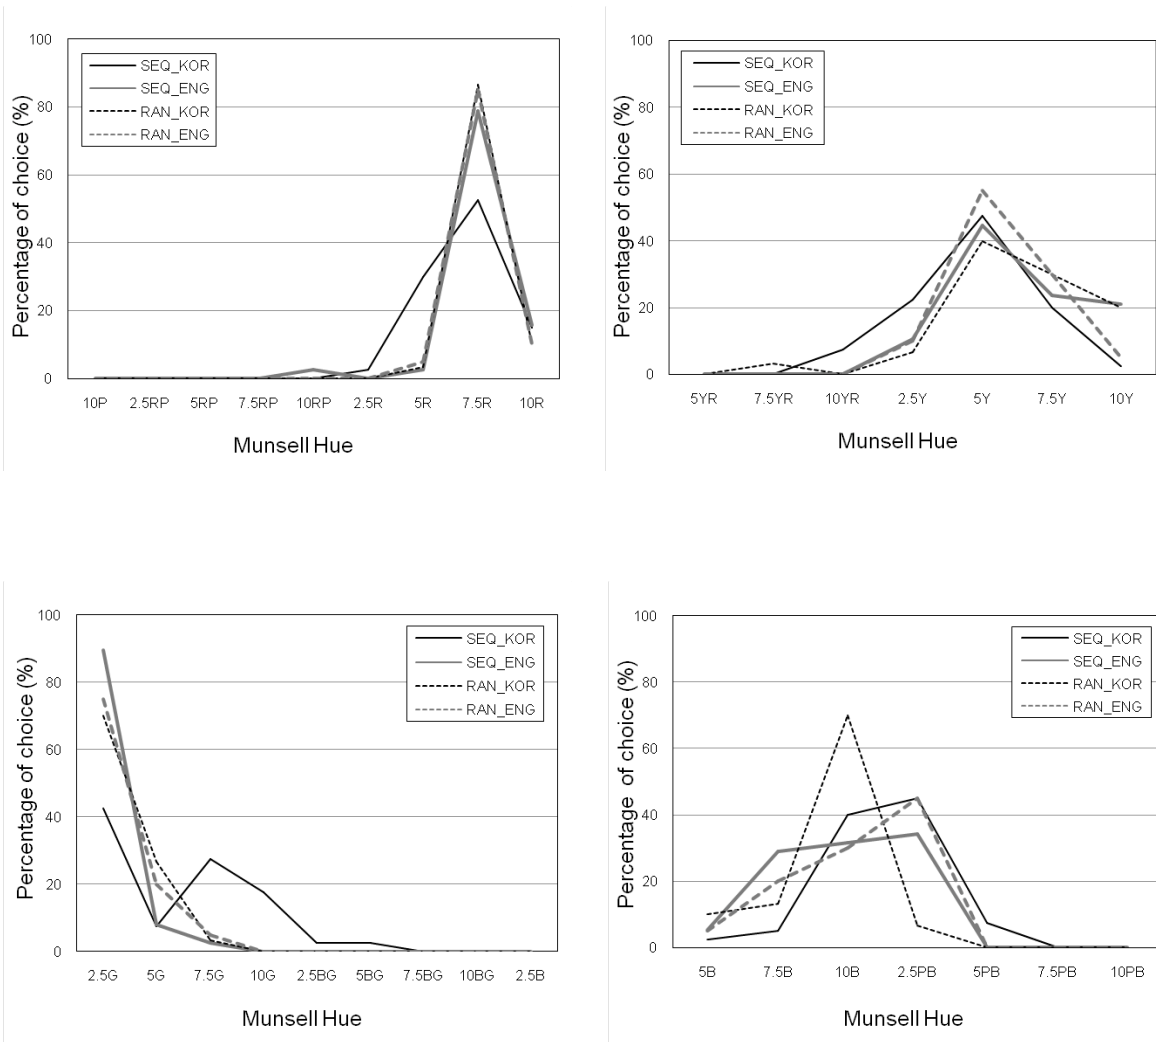 100
80
60
40
20
0
Percentage of choice (%)
SEQ_KOR
SEQ_ENG
RAN_KOR
RAN_ENG
10P 2.5RP 5RP 7.5RP 10RP 2.5R 5R 7.5R 10R
Munsell Hue
100
80
60
40
20
0
Percentage of choice (%)
SEQ_KOR
SEQ_ENG
RAN_KOR
RAN_ENG
5YR 7.5YR 10YR 2.5Y 5Y 7.5Y 10Y
Munsell Hue
100
80
60
40
20
0
Percentage of choice (%)
SEQ_KOR
SEQ_ENG
RAN_KOR
RAN_ENG
2.5G 5G 7.5G 10G 2.5BG 5BG 7.5BG 10BG 2.5B
Munsell Hue
100
80
60
40
20
0
Percentage of choice (%)
SEQ_KOR
SEQ_ENG
RAN_KOR
RAN_ENG
5B 7.5B 10B 2.5PB 5PB 7.5PB 10PB
Munsell Hue